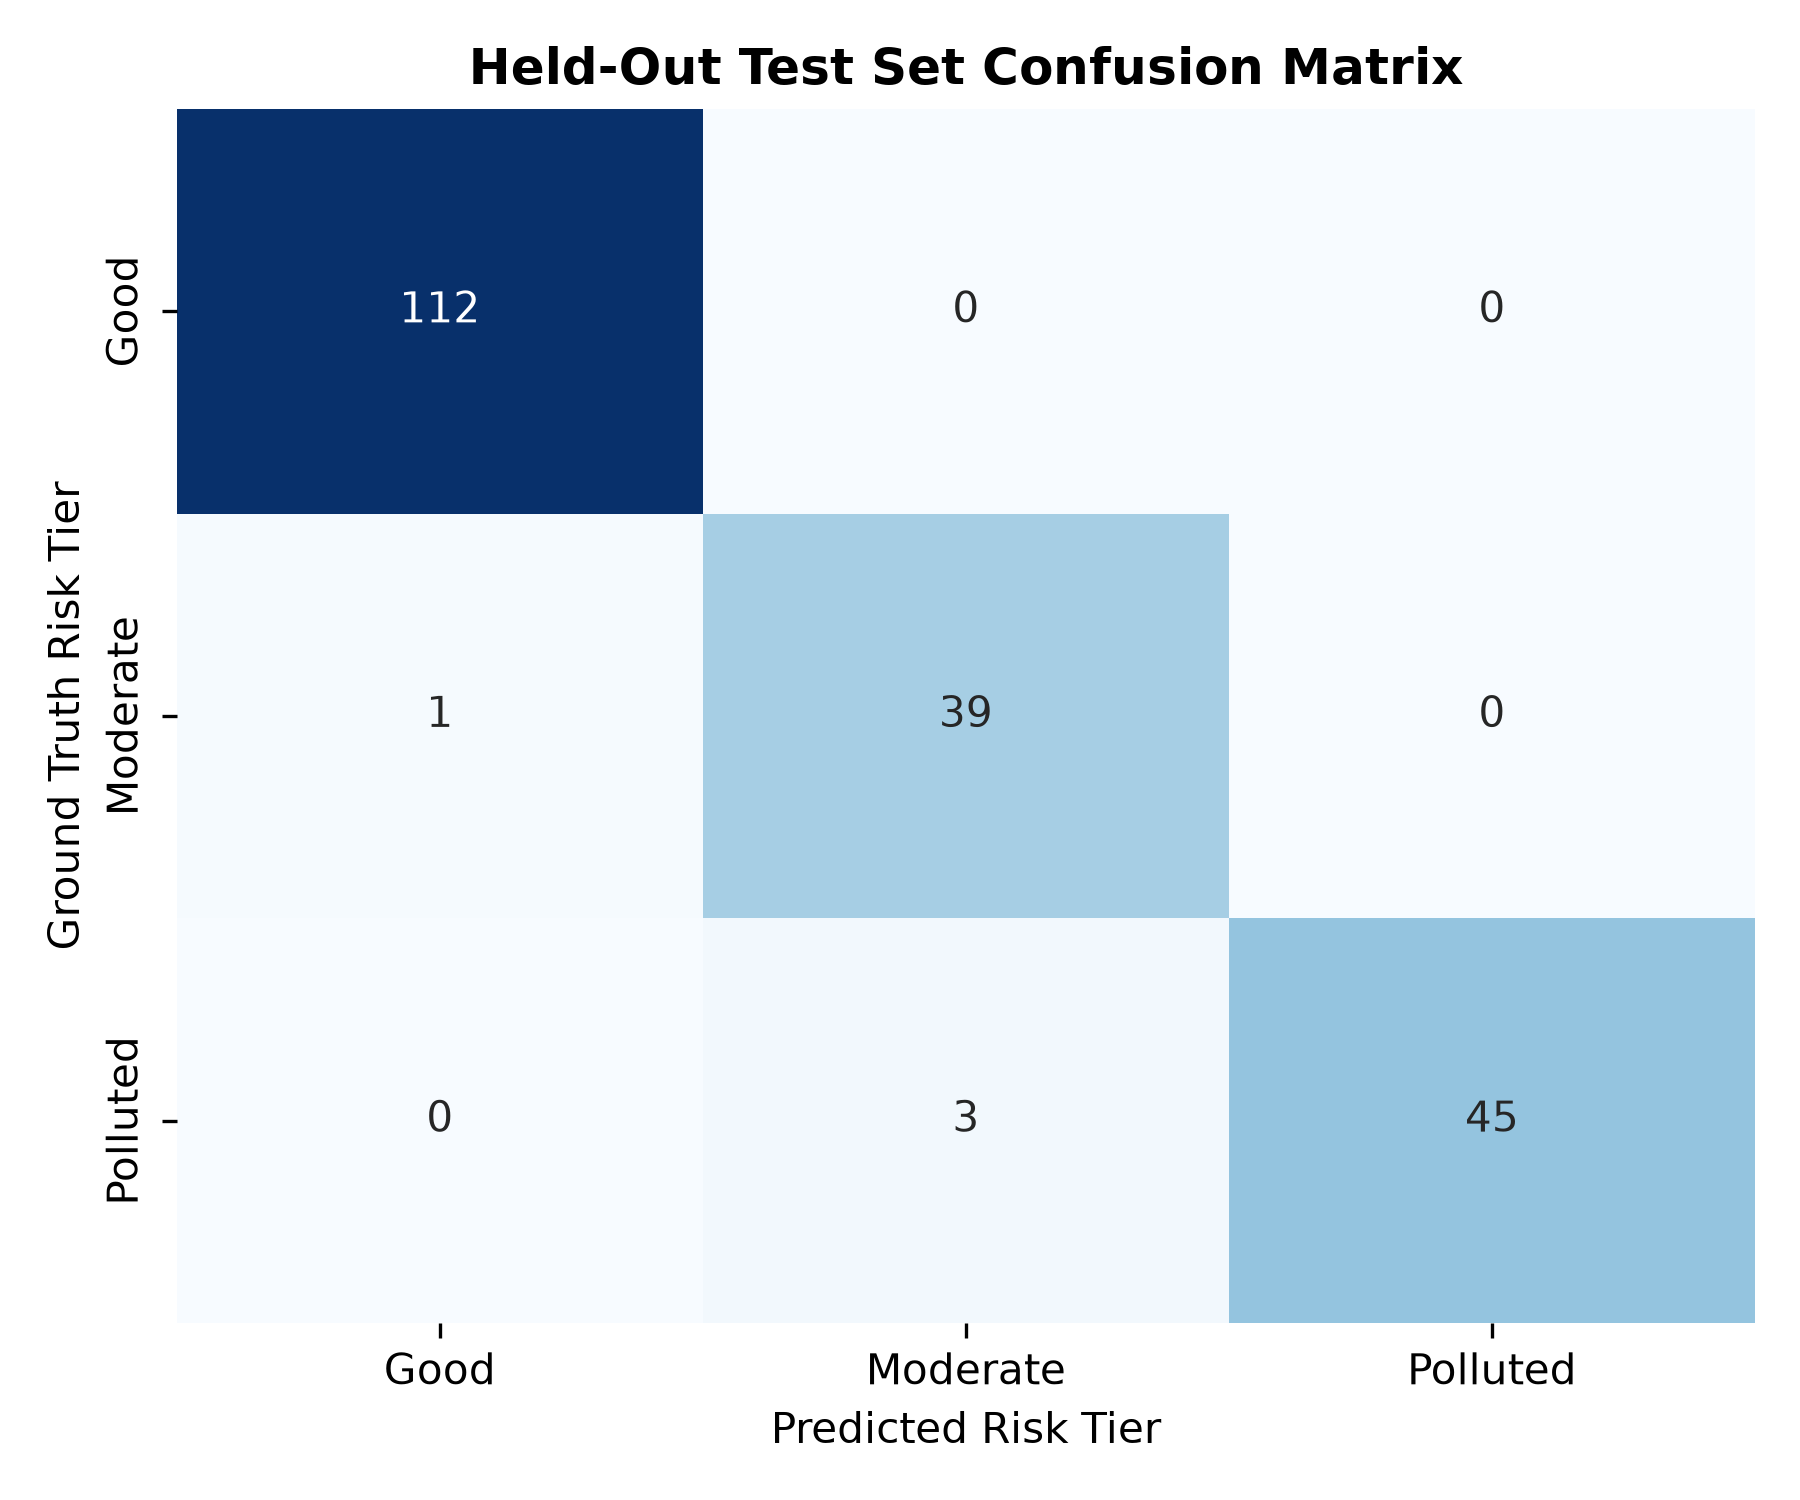 Held-Out Test Set Confusion Matrix
Ground Truth Risk Tier
Good
112
0
0
Moderate
1
39
0
Polluted
0
3
45
Good
Moderate
Polluted
Predicted Risk Tier